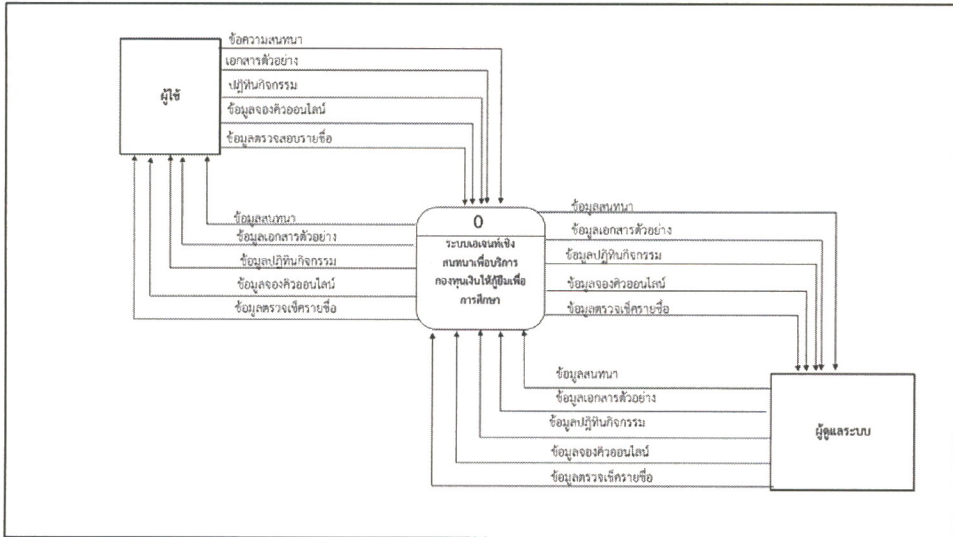 ข้อความสนทนา
เอกสารตัวอย่าง
ปฏิทินกิจกรรม
ข้อมูลจองคิวออนไลน์
ข้อมูลตรวจสอบรายชื่อ
ผู้ใช้
ข้อมูลสนทนา
ข้อมูลเอกสารตัวอย่าง
ข้อมูลปฏิทินกิจกรรม
ข้อมูลจองคิวออนไลน์
ข้อมูลตรวจเช็ครายชื่อ
0
ระบบเอเจนท์เชิง
สนทนาเพื่อบริการ
กองทุนเงินให้กู้ยืมเพื่อ
การศึกษา
ข้อมูลสนทนา
ข้อมูลเอกสารตัวอย่าง
ข้อมูลปฏิทินกิจกรรม
ข้อมูลจองคิวออนไลน์
ข้อมูลตรวจเช็ครายชื่อ
ข้อมูลสนทนา
ข้อมูลเอกสารตัวอย่าง
ข้อมูลปฏิทินกิจกรรม
ข้อมูลจองคิวออนไลน์
ข้อมูลตรวจเช็ครายชื่อ
ผู้ดูแลระบบ